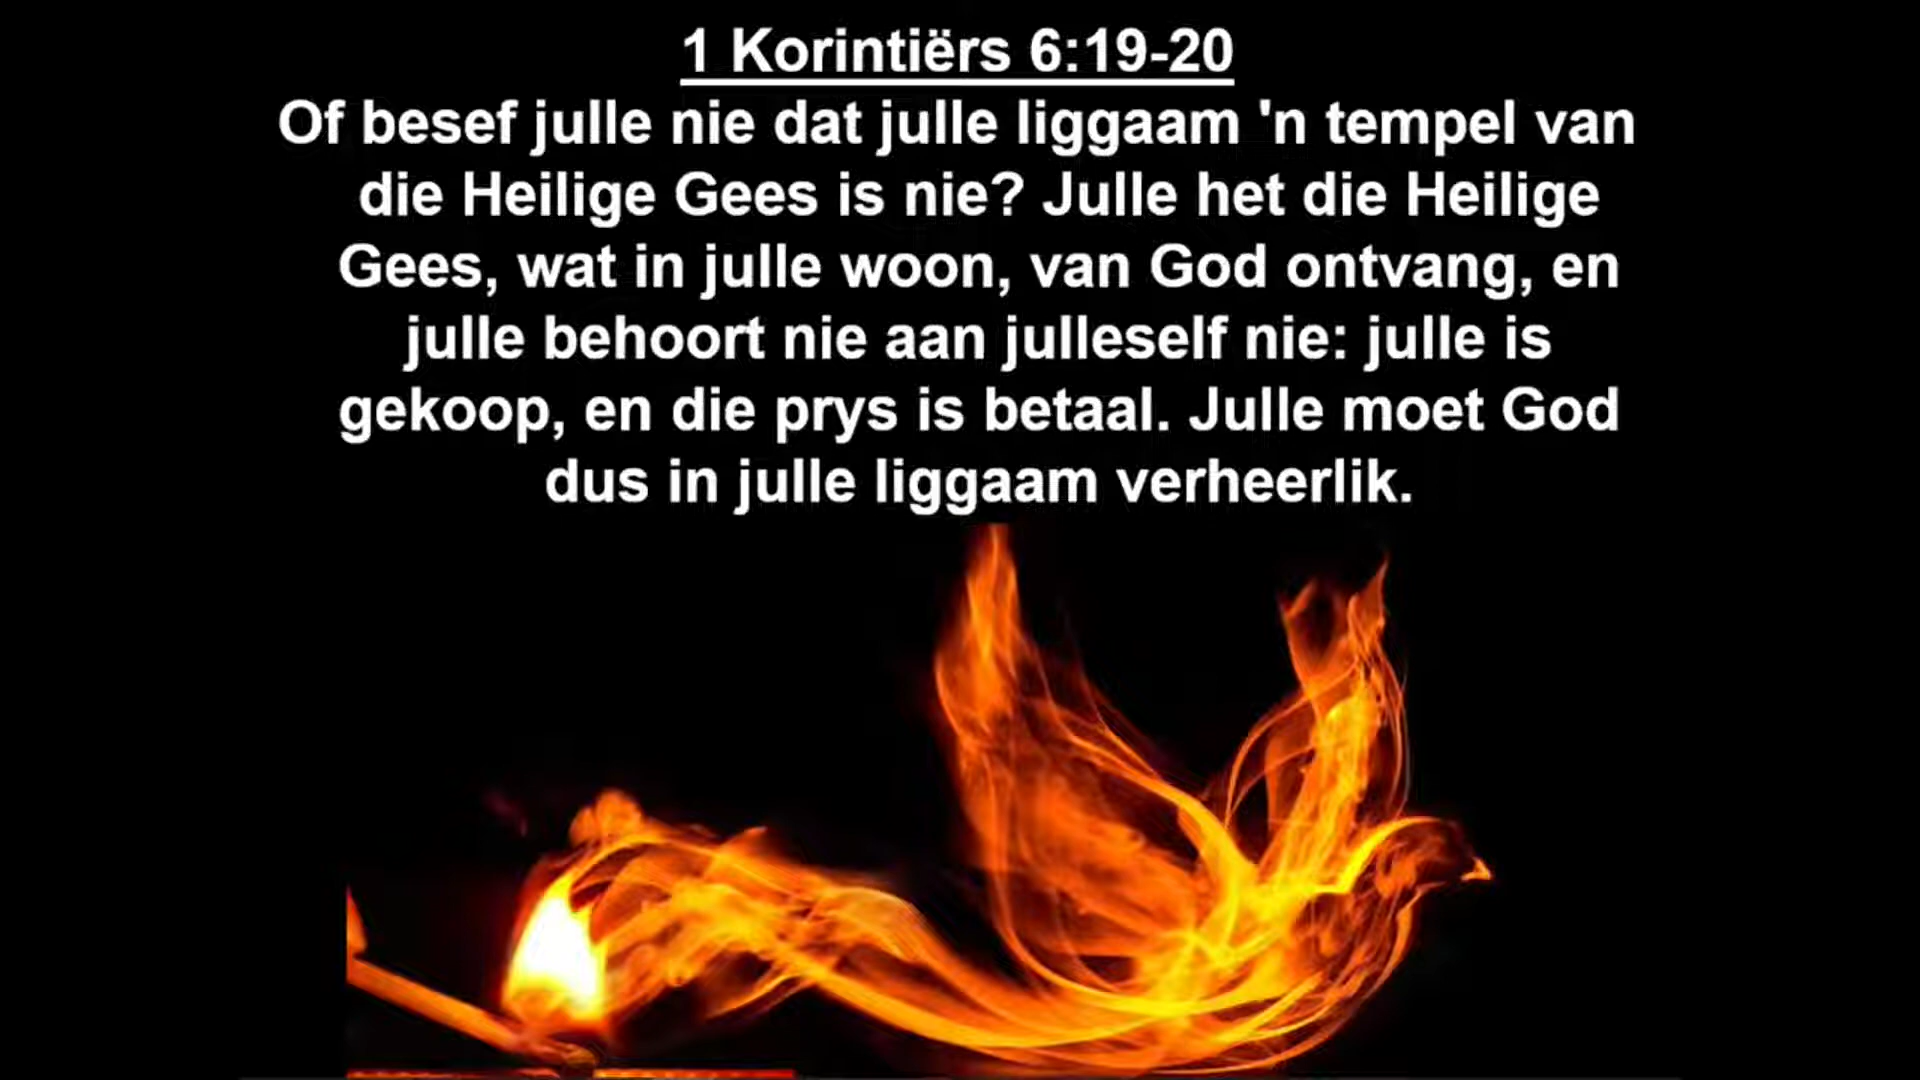 1 Korintiërs 6:19-20
Of besef julle nie dat julle liggaam 'n tempel van
die Heilige Gees is nie? Julle het die Heilige
Gees, wat in julle woon, van God ontvang, en
julle behoort nie aan julleself nie: julle is
gekoop, en die prys is betaal. Julle moet God
dus in julle liggaam verheerlik.